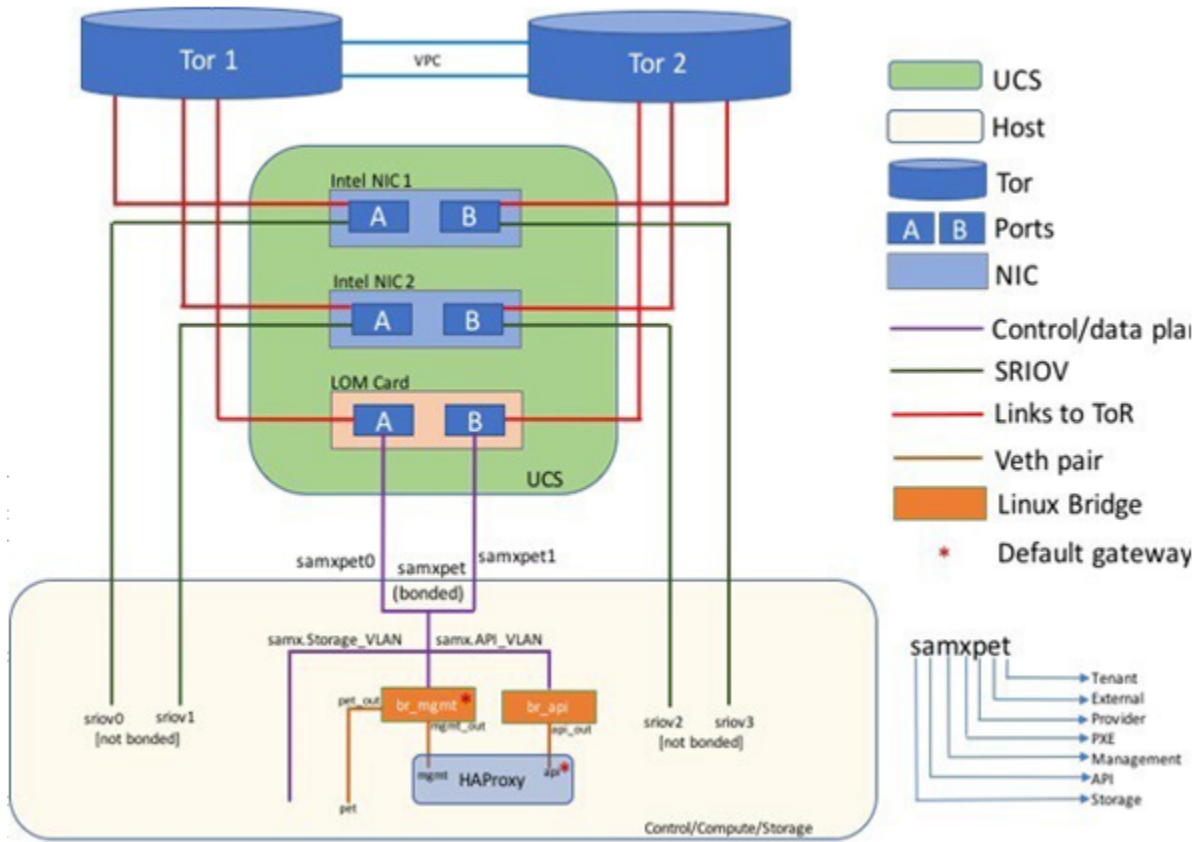 Tor 1
VPC
Tor 2
Intel NIC 1
A
B
Intel NIC 2
A
B
LOM Card
A
B
UCS
samxpet0
samxpet
(bonded)
samxpet1
samx.Storage_VLAN
samx.API_VLAN
pet_out
br_mgmt*
br_api
mgmt_out
api_out
mgmt
HAProxy
api*
pet
sriov0
sriov1
[not bonded]
sriov2
sriov3
[not bonded]
Control/Compute/Storage
UCS
Host
Tor
A
B
Ports
NIC
Control/data plan
SRIOV
Links to ToR
Veth pair
Linux Bridge
* Default gateway
samxpet
Tenant
External
Provider
PXE
Management
API
Storage